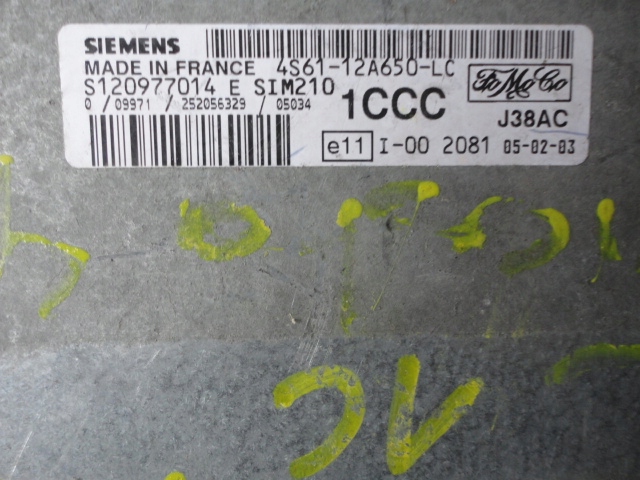 SIEMENS
MADE IN FRANCE 4S61-12A650-LC
S120977014 E SIM210
0 / 09971 / 252056329 / 05034
1CCC
FoMoCo
J38AC
e11 I-00 2081 05-02-03